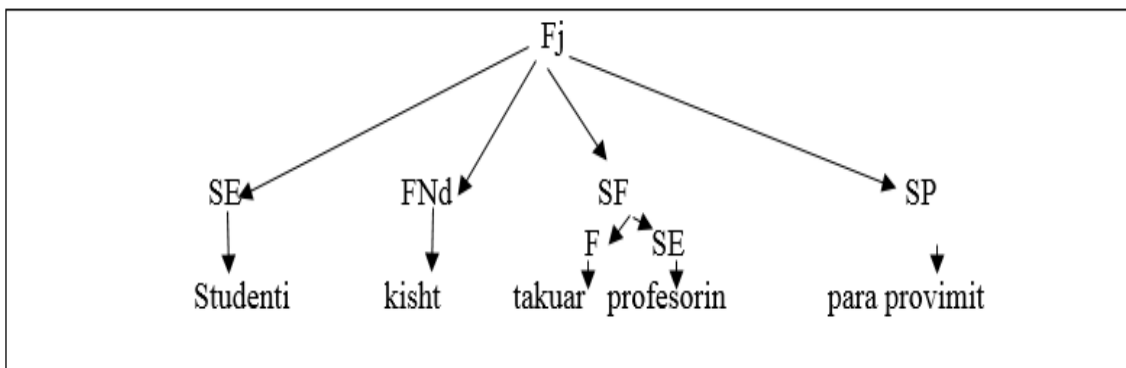 Fj
SE FNd SF SP
F SE
Studenti kisht takuar profesorin para provimit